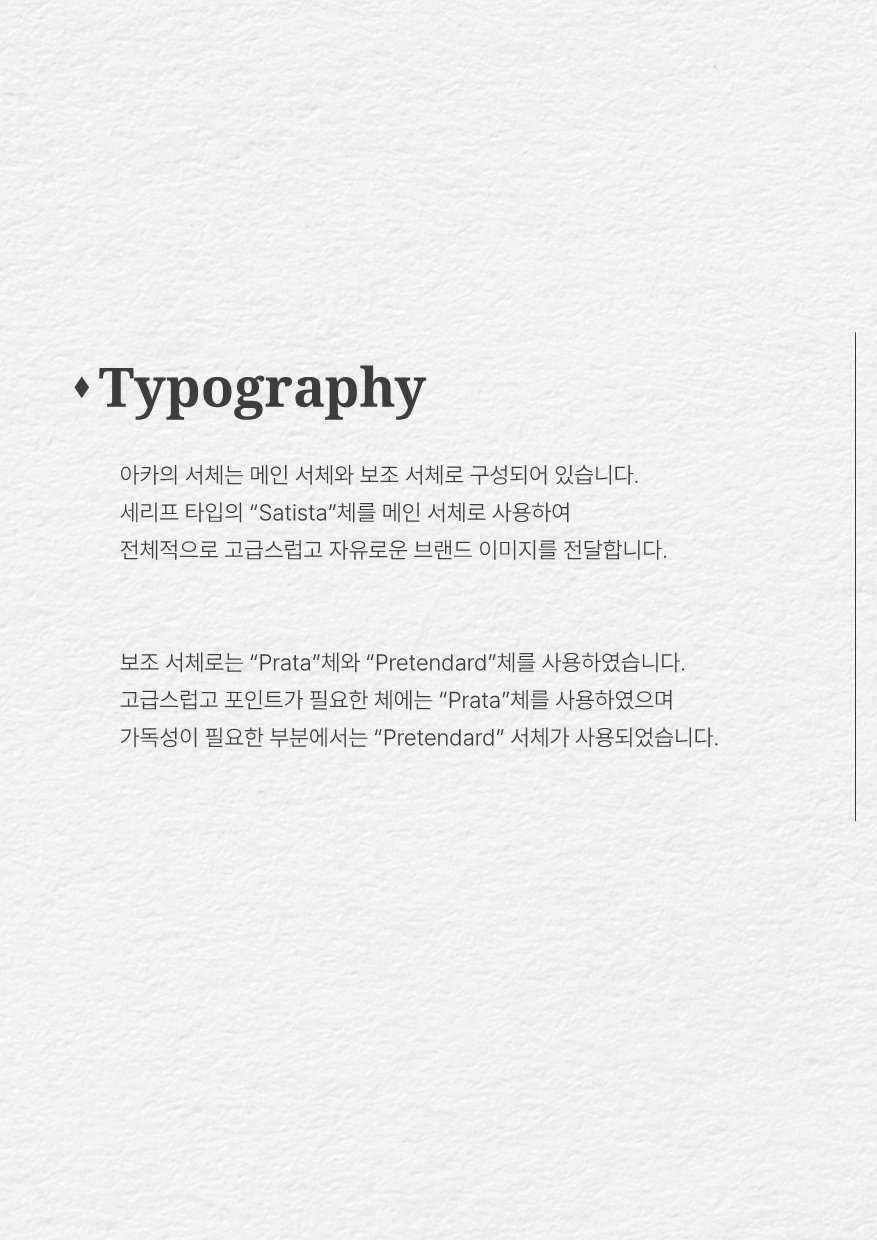 Typography
아카의 서체는 메인 서체와 보조 서체로 구성되어 있습니다.
세리프 타입의 “Satista”체를 메인 서체로 사용하여
전체적으로 고급스럽고 자유로운 브랜드 이미지를 전달합니다.
보조 서체로는 “Prata”체와 “Pretendard”체를 사용하였습니다.
고급스럽고 포인트가 필요한 체에는 “Prata”체를 사용하였으며
가독성이 필요한 부분에서는 “Pretendard” 서체가 사용되었습니다.